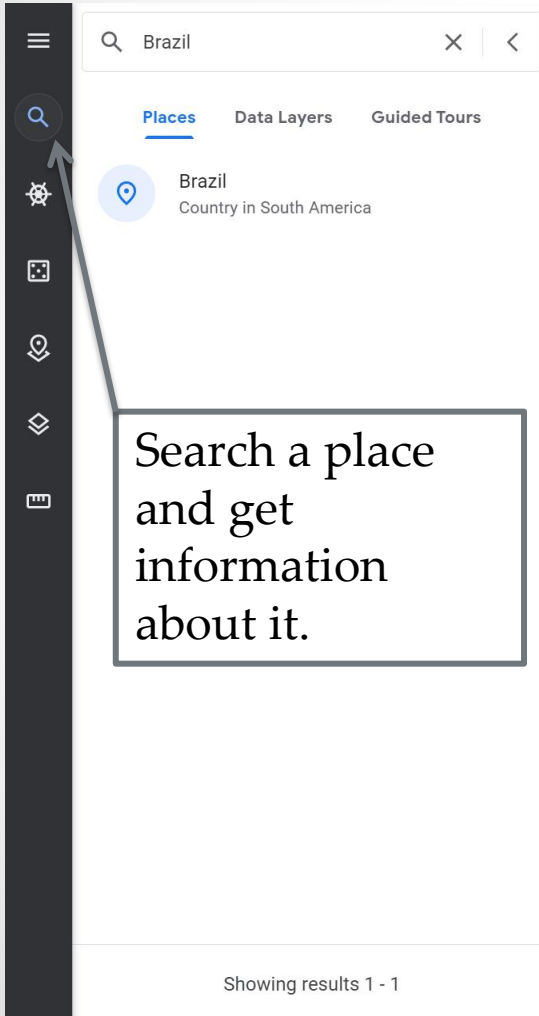 Brazil
Places Data Layers Guided Tours
Brazil
Country in South America
Search a place
and get
information
about it.
Showing results 1 - 1